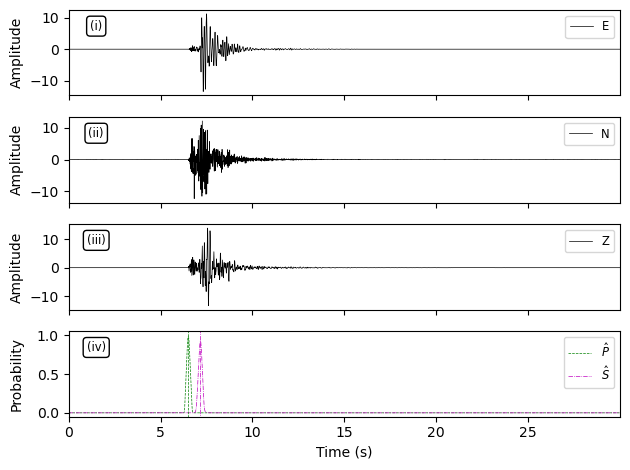 10
0
−10
Amplitude
(i)
E
10
0
−10
Amplitude
(ii)
N
10
0
−10
Amplitude
(iii)
Z
1.0
0.5
0.0
Probability
(iv)
P̂
Ŝ
0 5 10 15 20 25
Time (s)